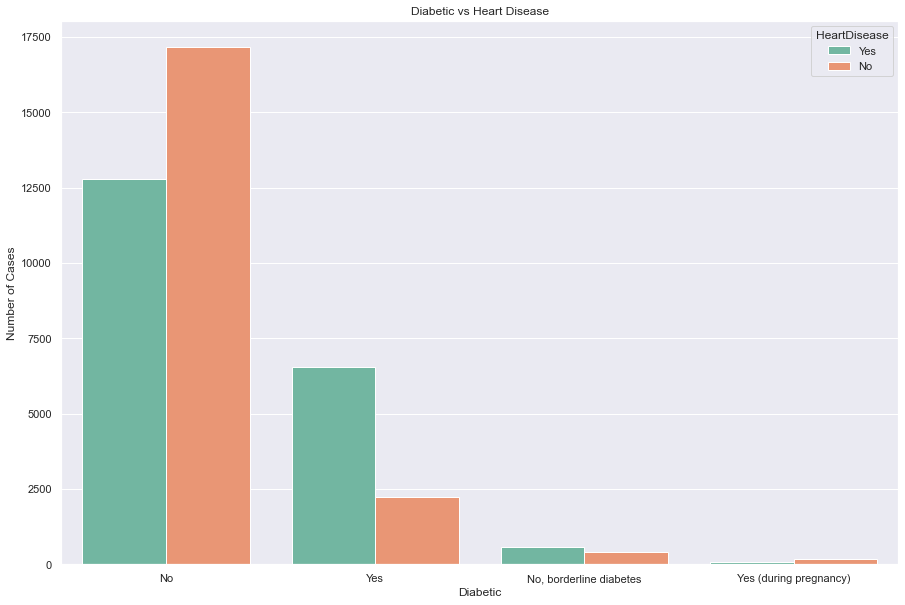 Diabetic vs Heart Disease
HeartDisease
Yes
No
17500
15000
12500
10000
7500
5000
2500
0
Number of Cases
No
Yes
No, borderline diabetes
Yes (during pregnancy)
Diabetic